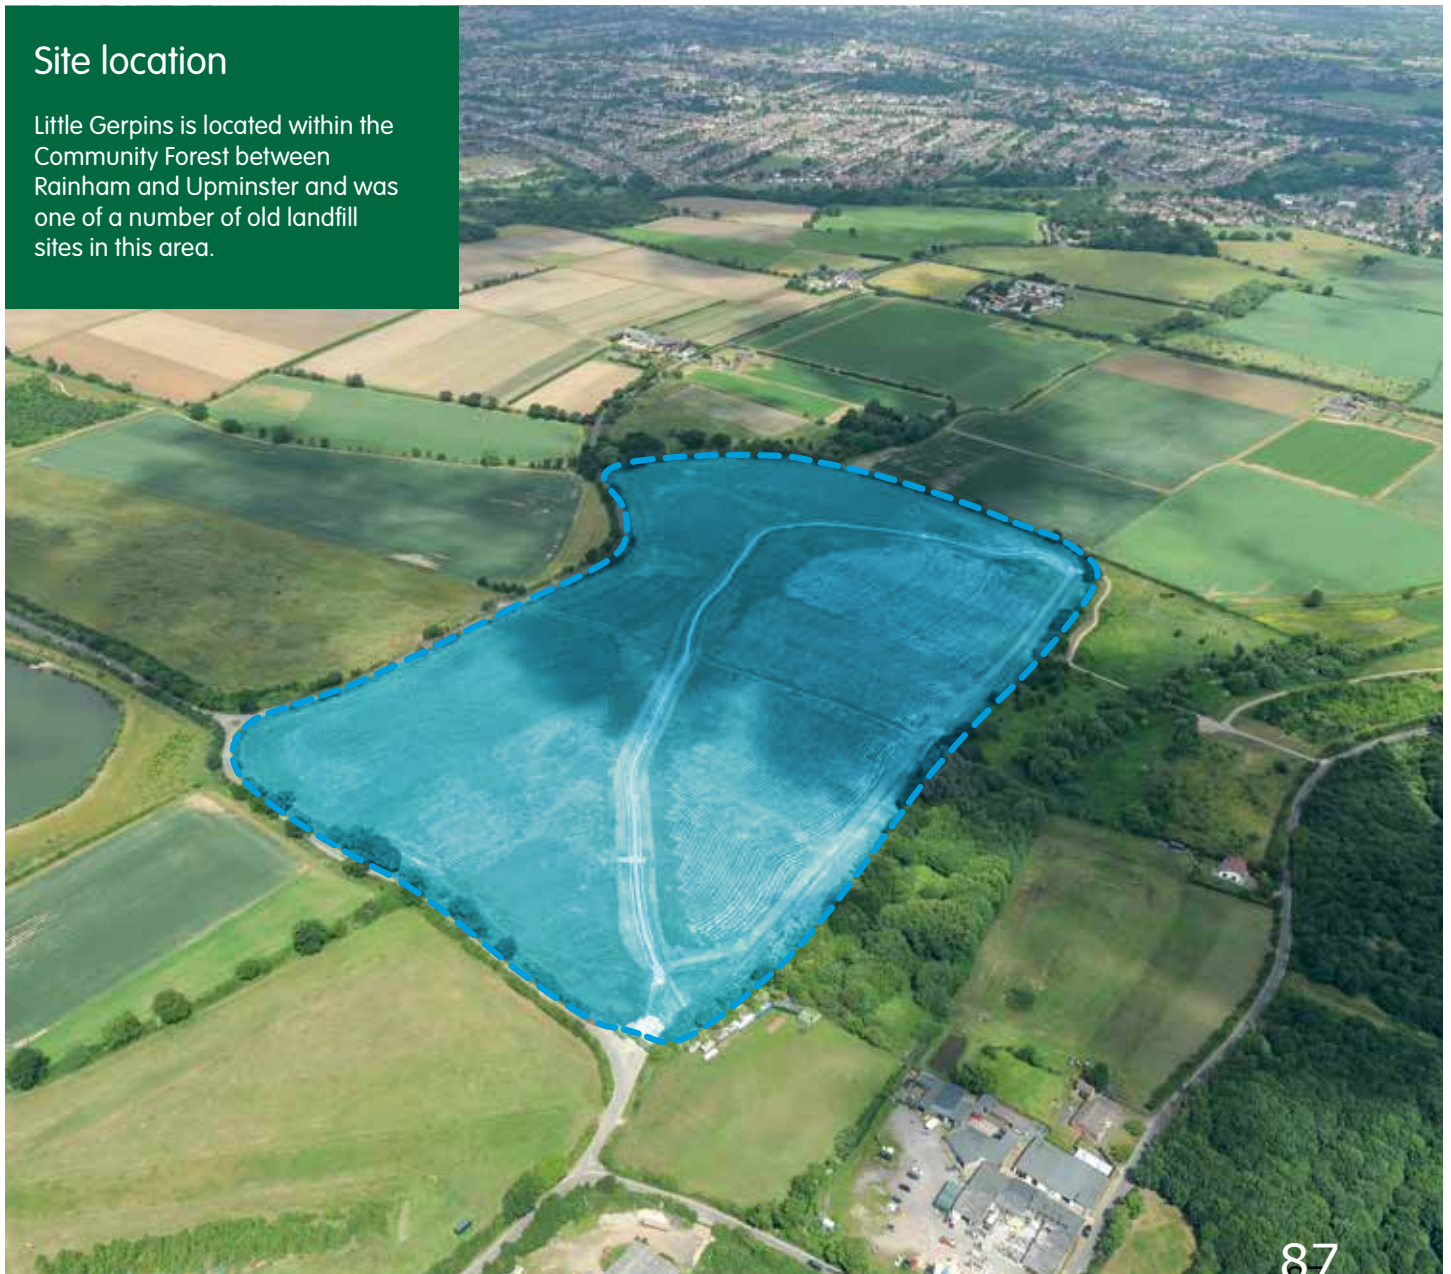 Site location
Little Gerpins is located within the
Community Forest between
Rainham and Upminster and was
one of a number of old landfill
sites in this area.
87